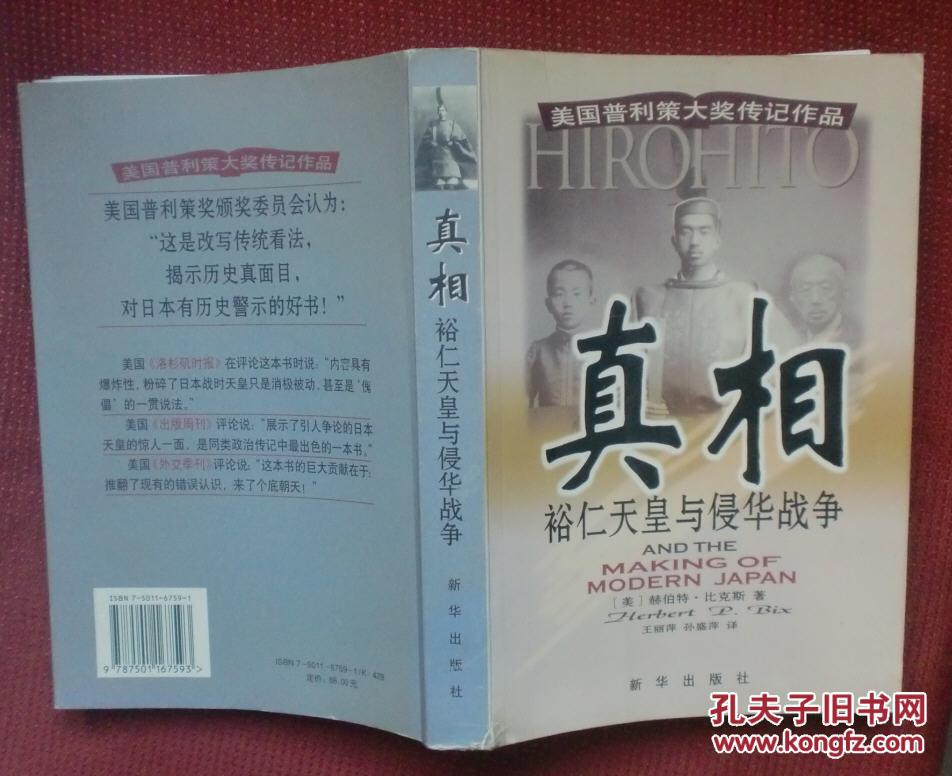 美国普利策大奖传记作品
美国普利策奖颁奖委员会认为：
“这是改写传统看法，
揭示历史真面目，
对日本有历史警示的好书！”
美国《洛杉矶时报》在评论这本书时说：“内容具有
爆炸性，粉碎了日本战时天皇只是消极被动，甚至是‘傀
儡’的一贯说法。”
美国《出版周刊》评论说：“展示了引人争论的日本
天皇的惊人一面，是同类政治传记中最出色的一本书。”
美国《外交季刊》评论说：“这本书的巨大贡献在于：
推翻了现有的错误认识，来了个底朝天！”
ISBN 7-5011-6759-1
9 787501 167593 >
ISBN 7-5011-6759-1/K·429
定价：68.00元
真相
裕仁天皇与侵华战争
新华出版社
美国普利策大奖传记作品
HIROHITO
真相
裕仁天皇与侵华战争
AND THE
MAKING OF
MODERN JAPAN
［美］赫伯特·比克斯 著
Herbert P. Bix
王丽萍 孙盛萍 译
新华出版社
孔夫子旧书网
www.kongfz.com